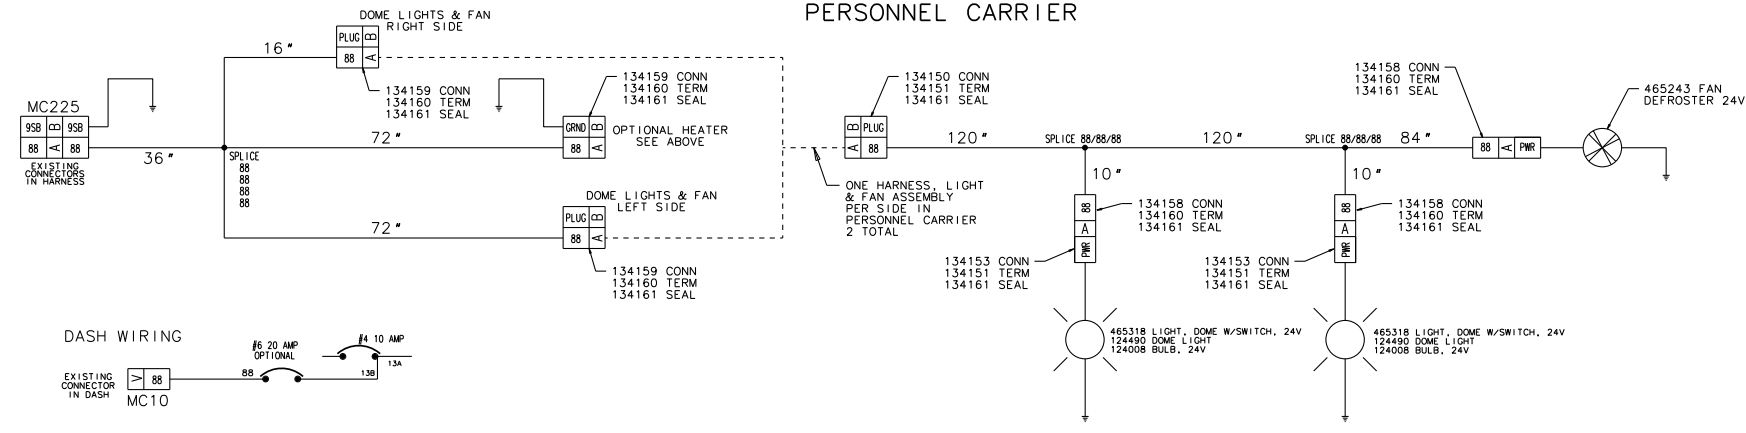 PERSONNEL CARRIER
DOME LIGHTS & FAN
RIGHT SIDE
PLUG B
88 A
16"
134159 CONN
134160 TERM
134161 SEAL
MC225
9SB B 9SB
88 A 88
EXISTING
CONNECTORS
IN HARNESS
36"
SPLICE
88
88
88
88
72"
134159 CONN
134160 TERM
134161 SEAL
GRND B
88 A
OPTIONAL HEATER
SEE ABOVE
DOME LIGHTS & FAN
LEFT SIDE
PLUG B
88 A
72"
134159 CONN
134160 TERM
134161 SEAL
134150 CONN
134151 TERM
134161 SEAL
B PLUG
A 88
ONE HARNESS, LIGHT
& FAN ASSEMBLY
PER SIDE IN
PERSONNEL CARRIER
2 TOTAL
120"
SPLICE 88/88/88
120"
SPLICE 88/88/88
84"
134158 CONN
134160 TERM
134161 SEAL
88 A PWR
465243 FAN
DEFROSTER 24V
10"
88
A
PWR
134158 CONN
134160 TERM
134161 SEAL
134153 CONN
134151 TERM
134161 SEAL
465318 LIGHT, DOME W/SWITCH, 24V
124490 DOME LIGHT
124008 BULB, 24V
10"
88
A
PWR
134158 CONN
134160 TERM
134161 SEAL
134153 CONN
134151 TERM
134161 SEAL
465318 LIGHT, DOME W/SWITCH, 24V
124490 DOME LIGHT
124008 BULB, 24V
DASH WIRING
#6 20 AMP
OPTIONAL
#4 10 AMP
13A
13B
88
EXISTING
CONNECTOR
IN DASH
V 88
MC10